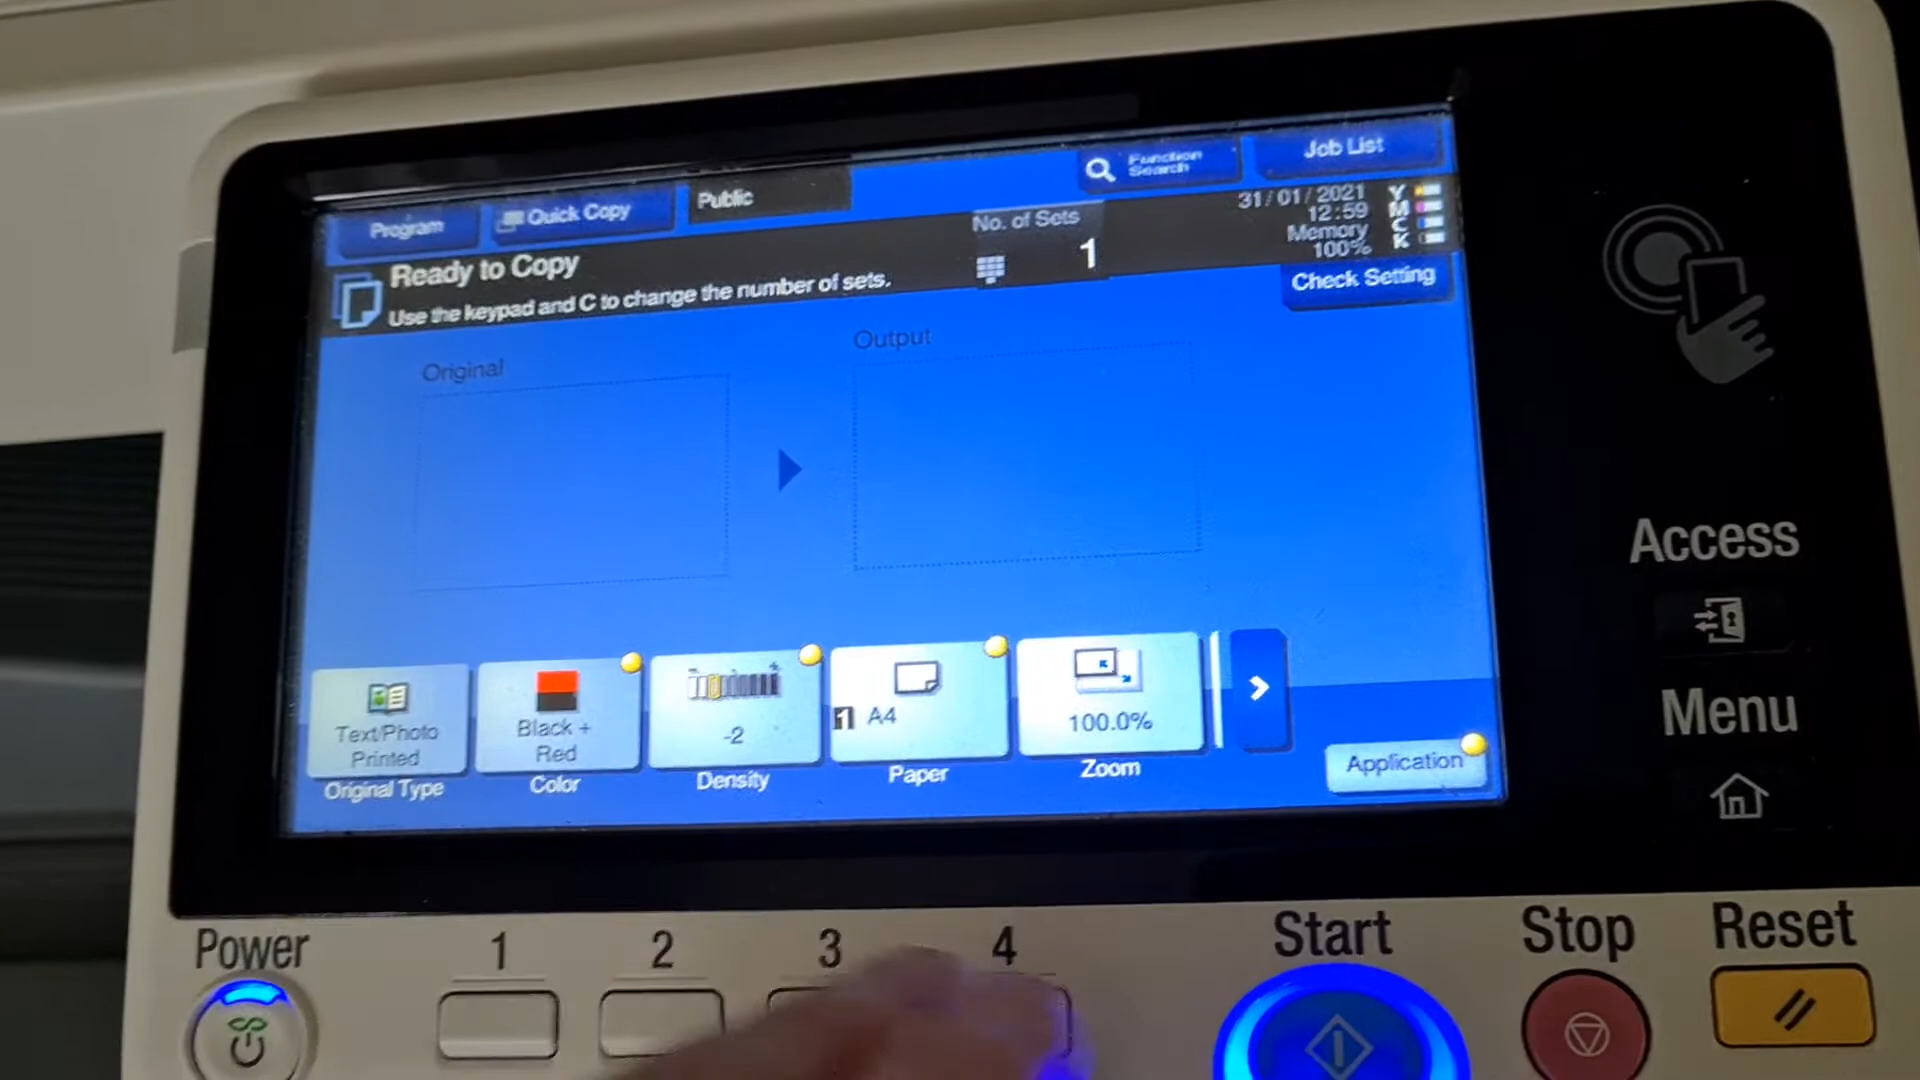 Program
Quick Copy
Public
Function
Search
Job List
Ready to Copy
Use the keypad and C to change the number of sets.
No. of Sets
1
31/01/2021
12:59
Memory
100%
Y
M
C
K
Check Setting
Original
Output
Text/Photo
Printed
Original Type
Black +
Red
Color
-2
Density
1 A4
Paper
100.0%
Zoom
Application
Access
Menu
Power
1
2
3
4
Start
Stop
Reset